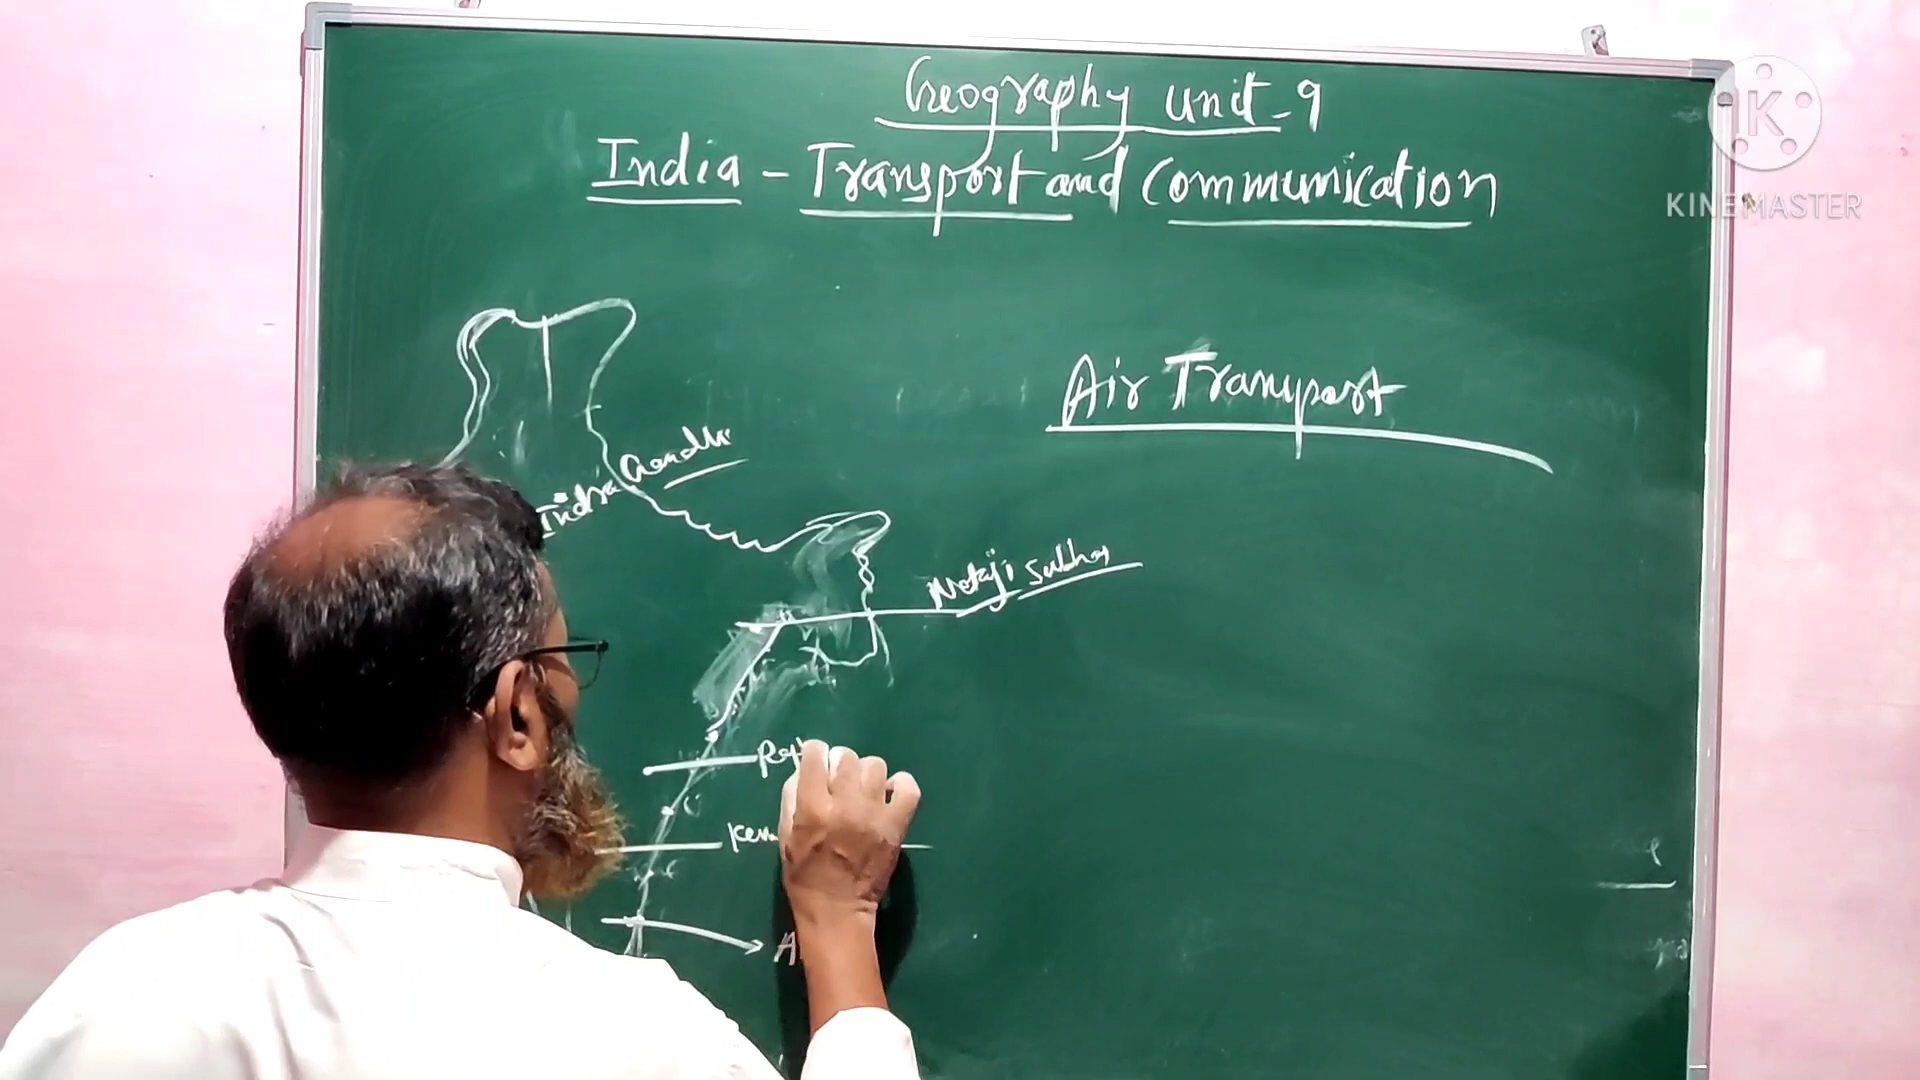 Geography Unit-9
India - Transport and Communication
K
KINEMASTER
Air Transport
Indira Gandhi
Netaji Subhas